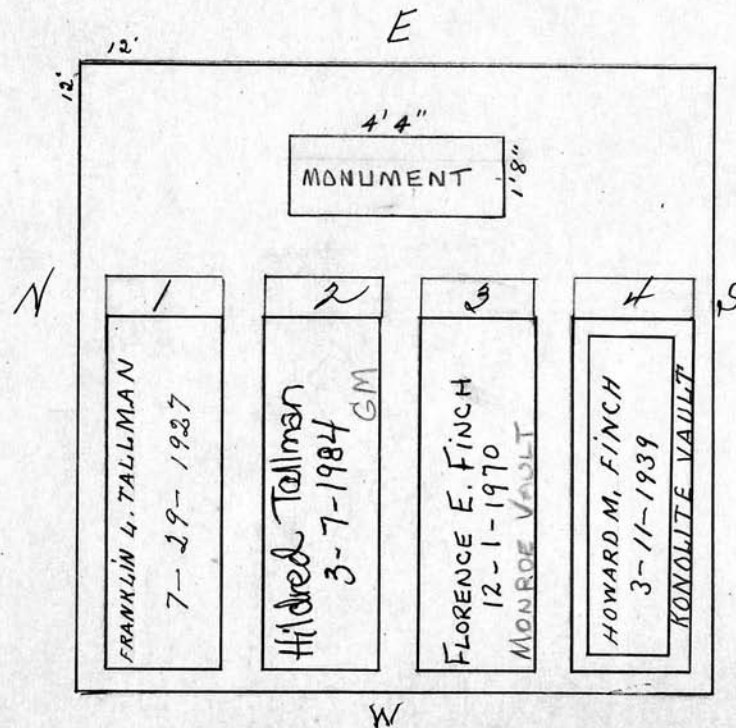 E
12'
12'
4' 4"
MONUMENT
1'8"
N
S
1
2
3
4
FRANKLIN L. TALLMAN
7-29-1927
Hildred Tallman
3-7-1984
GM
FLORENCE E. FINCH
12-1-1970
MONROE VAULT
HOWARD M. FINCH
3-11-1939
KONOLITE VAULT
W